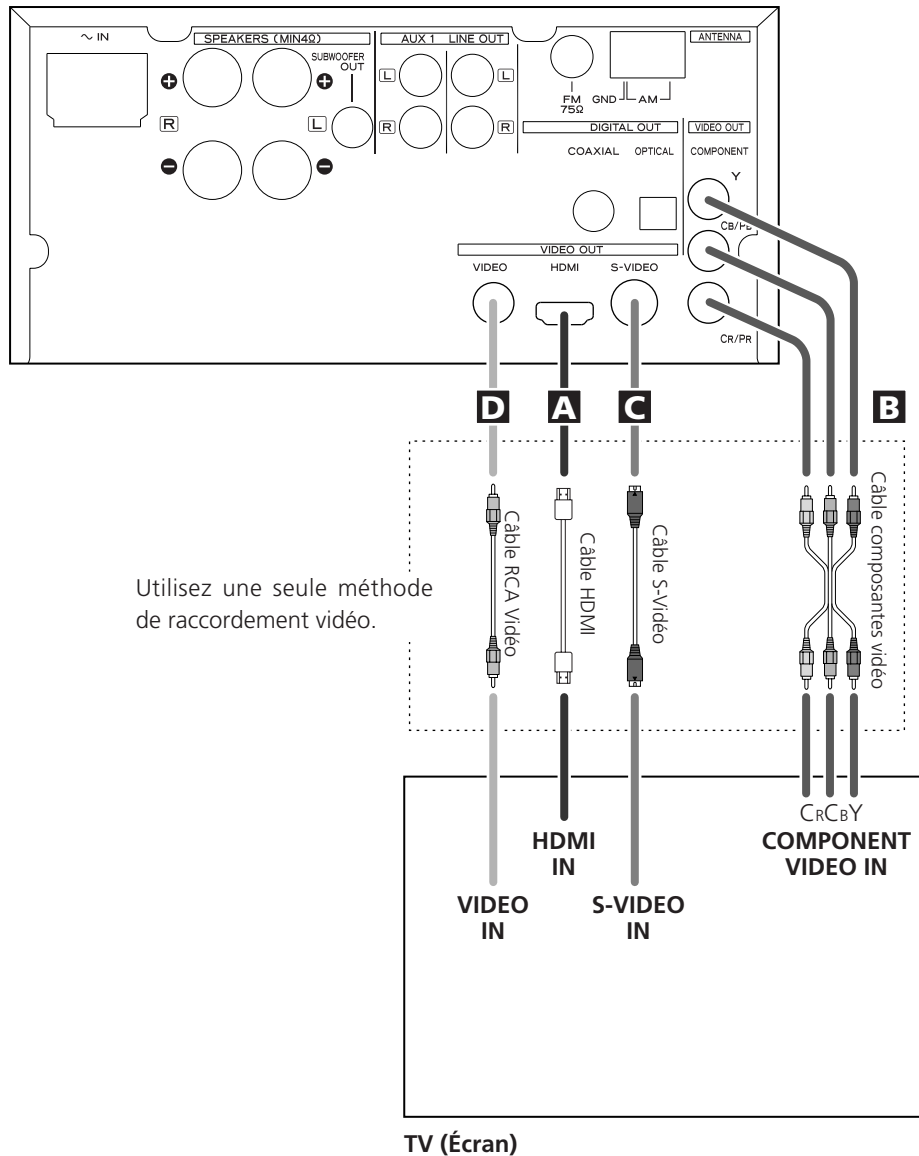 ∼ IN
SPEAKERS (MIN4Ω)
SUBWOOFER
OUT
R
L
AUX 1 LINE OUT
L
L
R
R
ANTENNA
FM
75Ω
GND
AM
DIGITAL OUT
COAXIAL OPTICAL
VIDEO OUT
COMPONENT
Y
CB/PB
CR/PR
VIDEO OUT
VIDEO HDMI S-VIDEO
D A C B
Câble RCA Vidéo
Câble HDMI
Câble S-Vidéo
Câble composantes vidéo
Utilisez une seule méthode
de raccordement vidéo.
CRCBY
COMPONENT
VIDEO IN
HDMI
IN
VIDEO
IN
S-VIDEO
IN
TV (Écran)